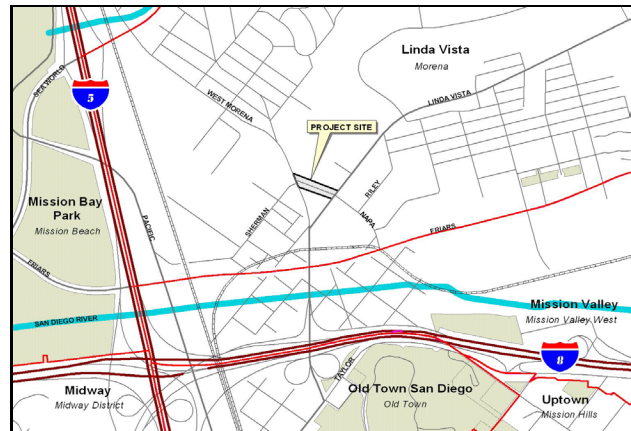 Linda Vista
Morena
SEA WORLD
5
WEST MORENA
LINDA VISTA
PROJECT SITE
RILEY
Mission Bay
Park
Mission Beach
PACIFIC
SHERMAN
NAPA
FRIARS
FRIARS
SAN DIEGO RIVER
Mission Valley
Mission Valley West
8
TAYLOR
Midway
Midway District
Old Town San Diego
Old Town
Uptown
Mission Hills